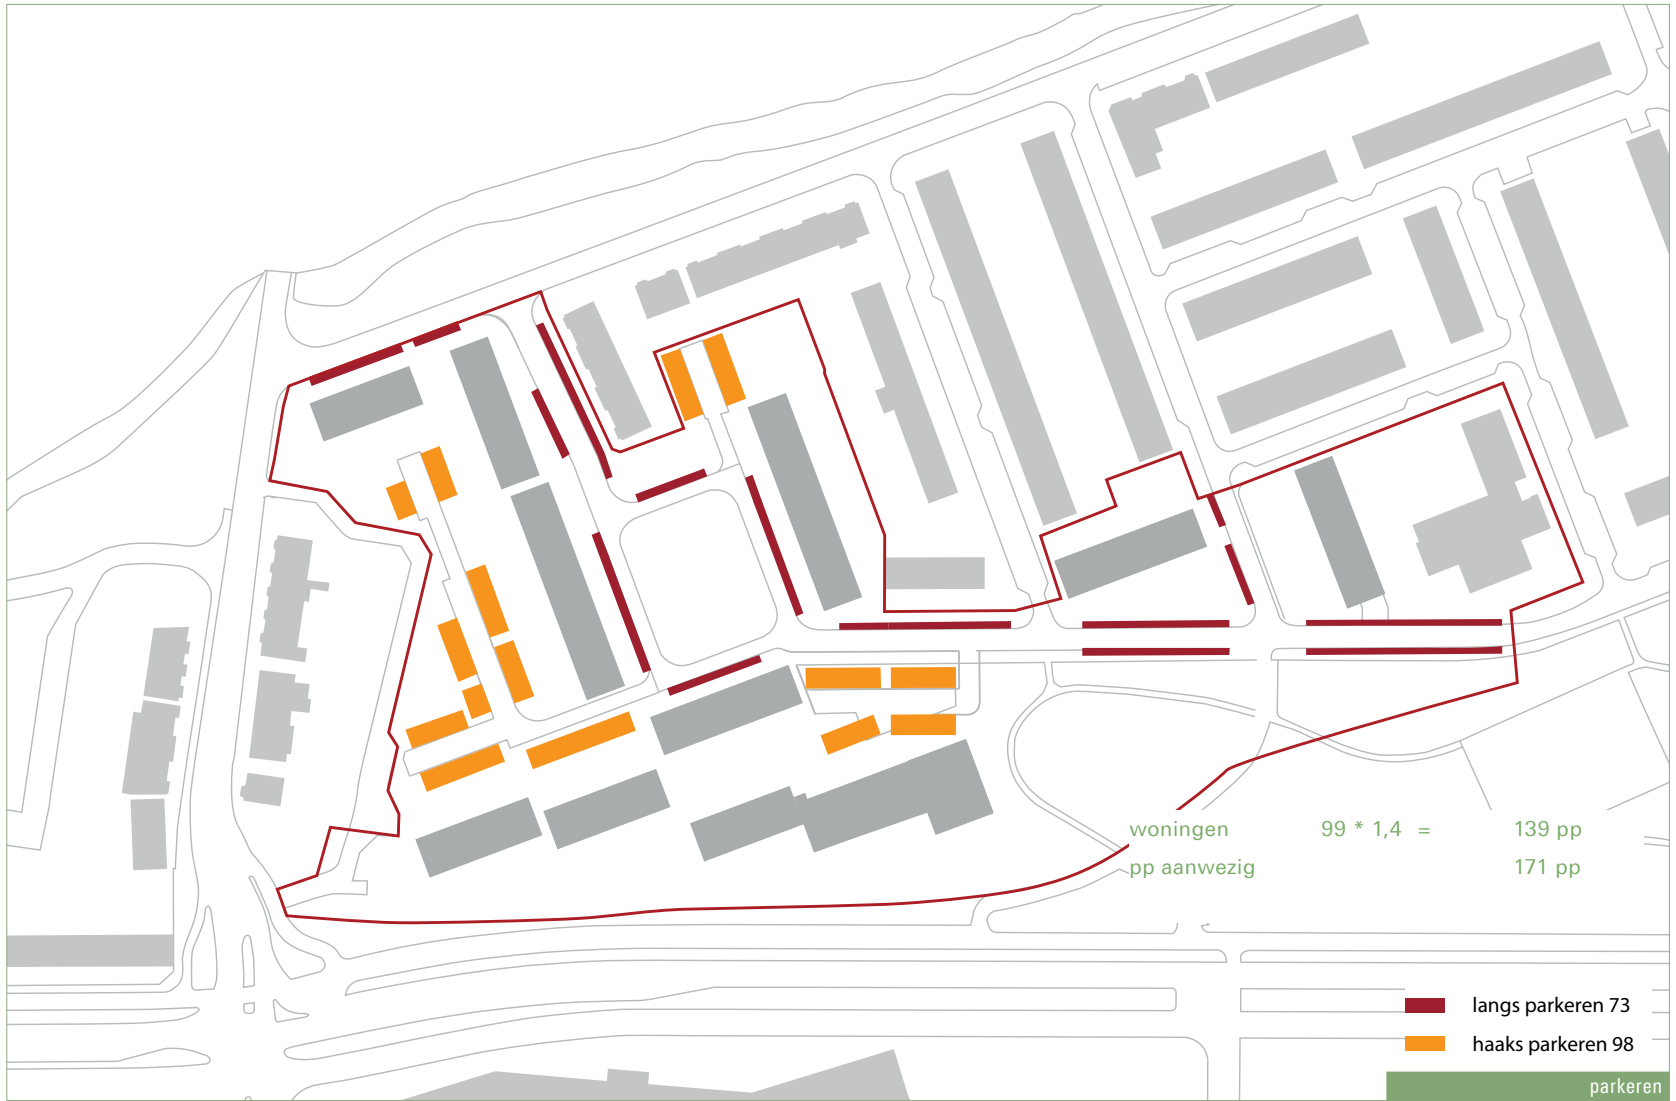 woningen 99 * 1,4 = 139 pp
pp aanwezig 171 pp
langs parkeren 73
haaks parkeren 98
parkeren